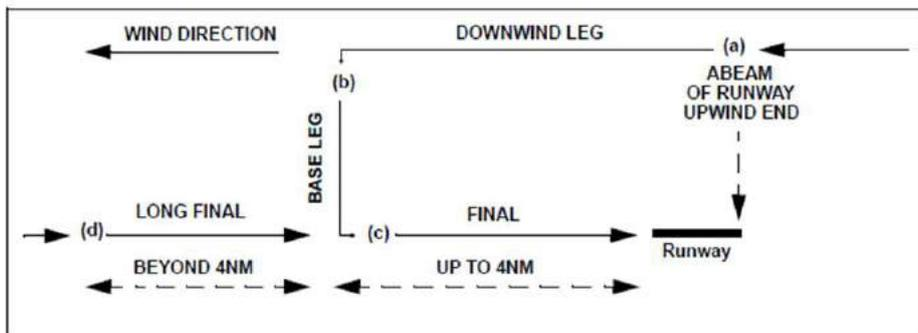 WIND DIRECTION
DOWNWIND LEG
(a)
(b)
ABEAM
OF RUNWAY
UPWIND END
BASE LEG
LONG FINAL
FINAL
(d)
(c)
Runway
BEYOND 4NM
UP TO 4NM